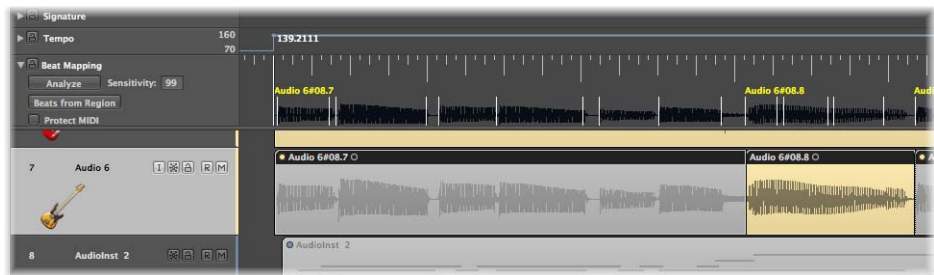 Signature
Tempo 160 139.2111
70
Beat Mapping
Analyze Sensitivity: 99
Audio 6#08.7 Audio 6#08.8 Audi
Beats from Region
Protect MIDI
Audio 6#08.7 Audio 6#08.8 A
7 Audio 6 I R M
AudioInst 2
8 AudioInst 2 R M